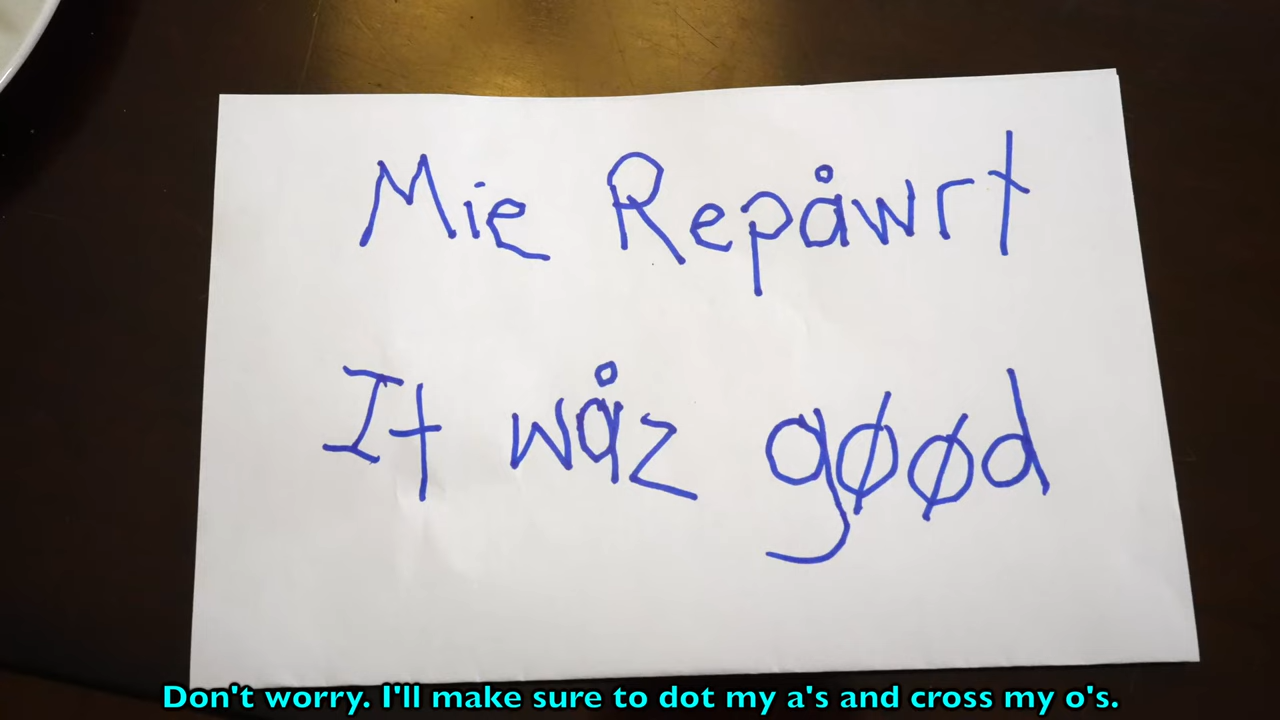 Mie Repåwrt
It wåz gøød
Don't worry. I'll make sure to dot my a's and cross my o's.